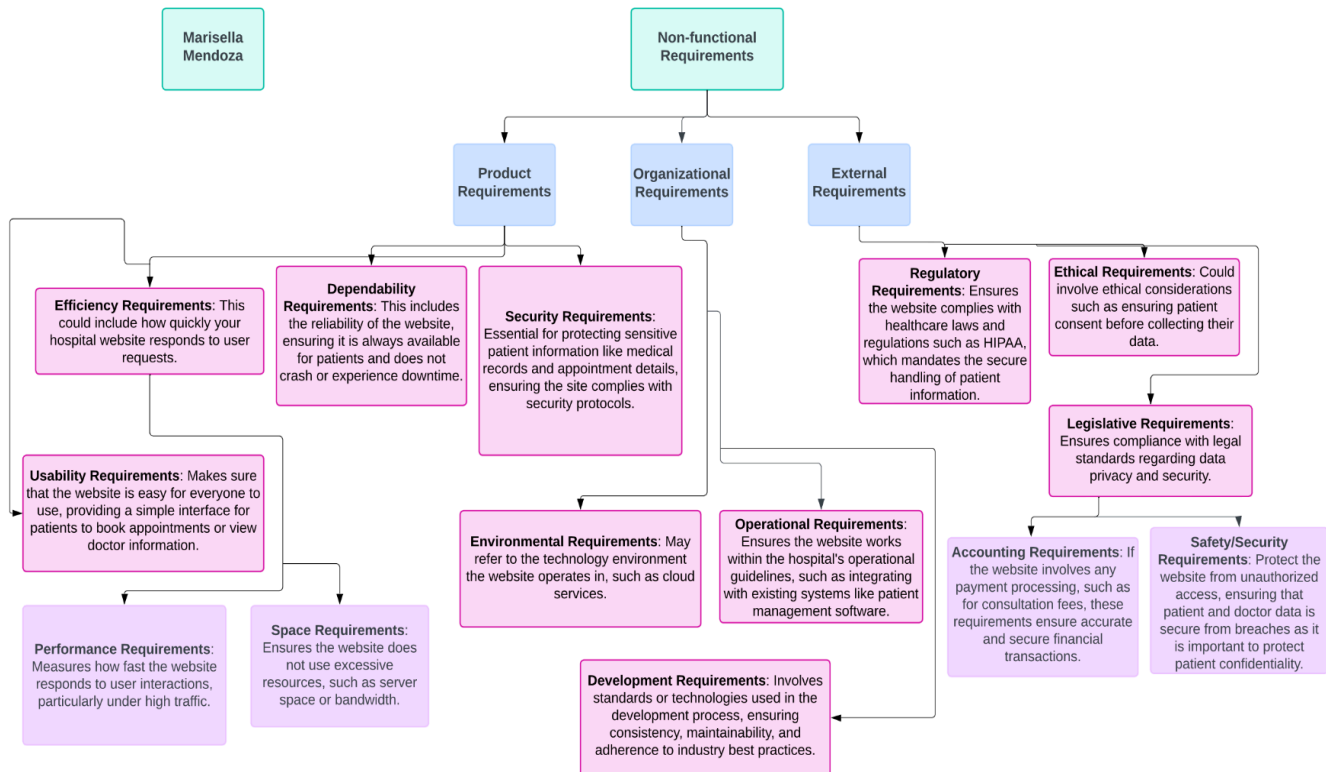 Marisella
Mendoza
Non-functional
Requirements
Product
Requirements
Organizational
Requirements
External
Requirements
Efficiency Requirements: This
could include how quickly your
hospital website responds to user
requests.
Dependability
Requirements: This includes
the reliability of the website,
ensuring it is always available
for patients and does not
crash or experience downtime.
Security Requirements:
Essential for protecting sensitive
patient information like medical
records and appointment details,
ensuring the site complies with
security protocols.
Regulatory
Requirements: Ensures
the website complies with
healthcare laws and
regulations such as HIPAA,
which mandates the secure
handling of patient
information.
Ethical Requirements: Could
involve ethical considerations
such as ensuring patient
consent before collecting their
data.
Legislative Requirements:
Ensures compliance with legal
standards regarding data
privacy and security.
Usability Requirements: Makes sure
that the website is easy for everyone to
use, providing a simple interface for
patients to book appointments or view
doctor information.
Environmental Requirements: May
refer to the technology environment
the website operates in, such as cloud
services.
Operational Requirements:
Ensures the website works
within the hospital's operational
guidelines, such as integrating
with existing systems like patient
management software.
Accounting Requirements: If
the website involves any
payment processing, such as
for consultation fees, these
requirements ensure accurate
and secure financial
transactions.
Safety/Security
Requirements: Protect the
website from unauthorized
access, ensuring that
patient and doctor data is
secure from breaches as it
is important to protect
patient confidentiality.
Performance Requirements:
Measures how fast the website
responds to user interactions,
particularly under high traffic.
Space Requirements:
Ensures the website does
not use excessive
resources, such as server
space or bandwidth.
Development Requirements: Involves
standards or technologies used in the
development process, ensuring
consistency, maintainability, and
adherence to industry best practices.